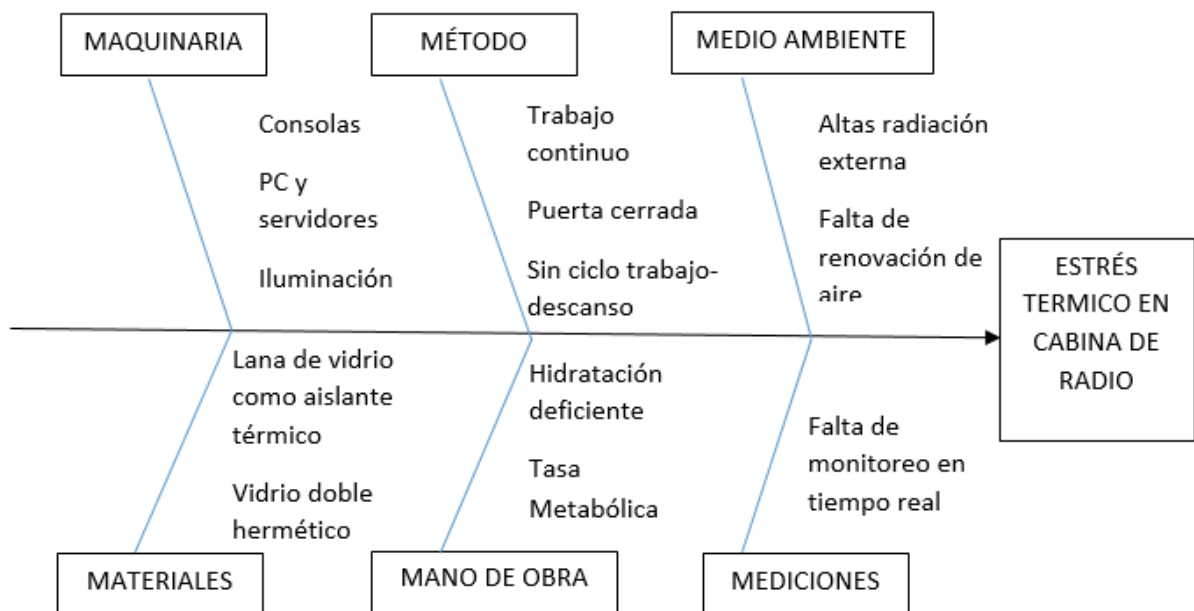 MAQUINARIA
MÉTODO
MEDIO AMBIENTE
Consolas
PC y
servidores
Iluminación
Trabajo
continuo
Puerta cerrada
Sin ciclo trabajo-
descanso
Altas radiación
externa
Falta de
renovación de
aire
ESTRÉS
TERMICO EN
CABINA DE
RADIO
Lana de vidrio
como aislante
térmico
Vidrio doble
hermético
Hidratación
deficiente
Tasa
Metabólica
Falta de
monitoreo en
tiempo real
MATERIALES
MANO DE OBRA
MEDICIONES